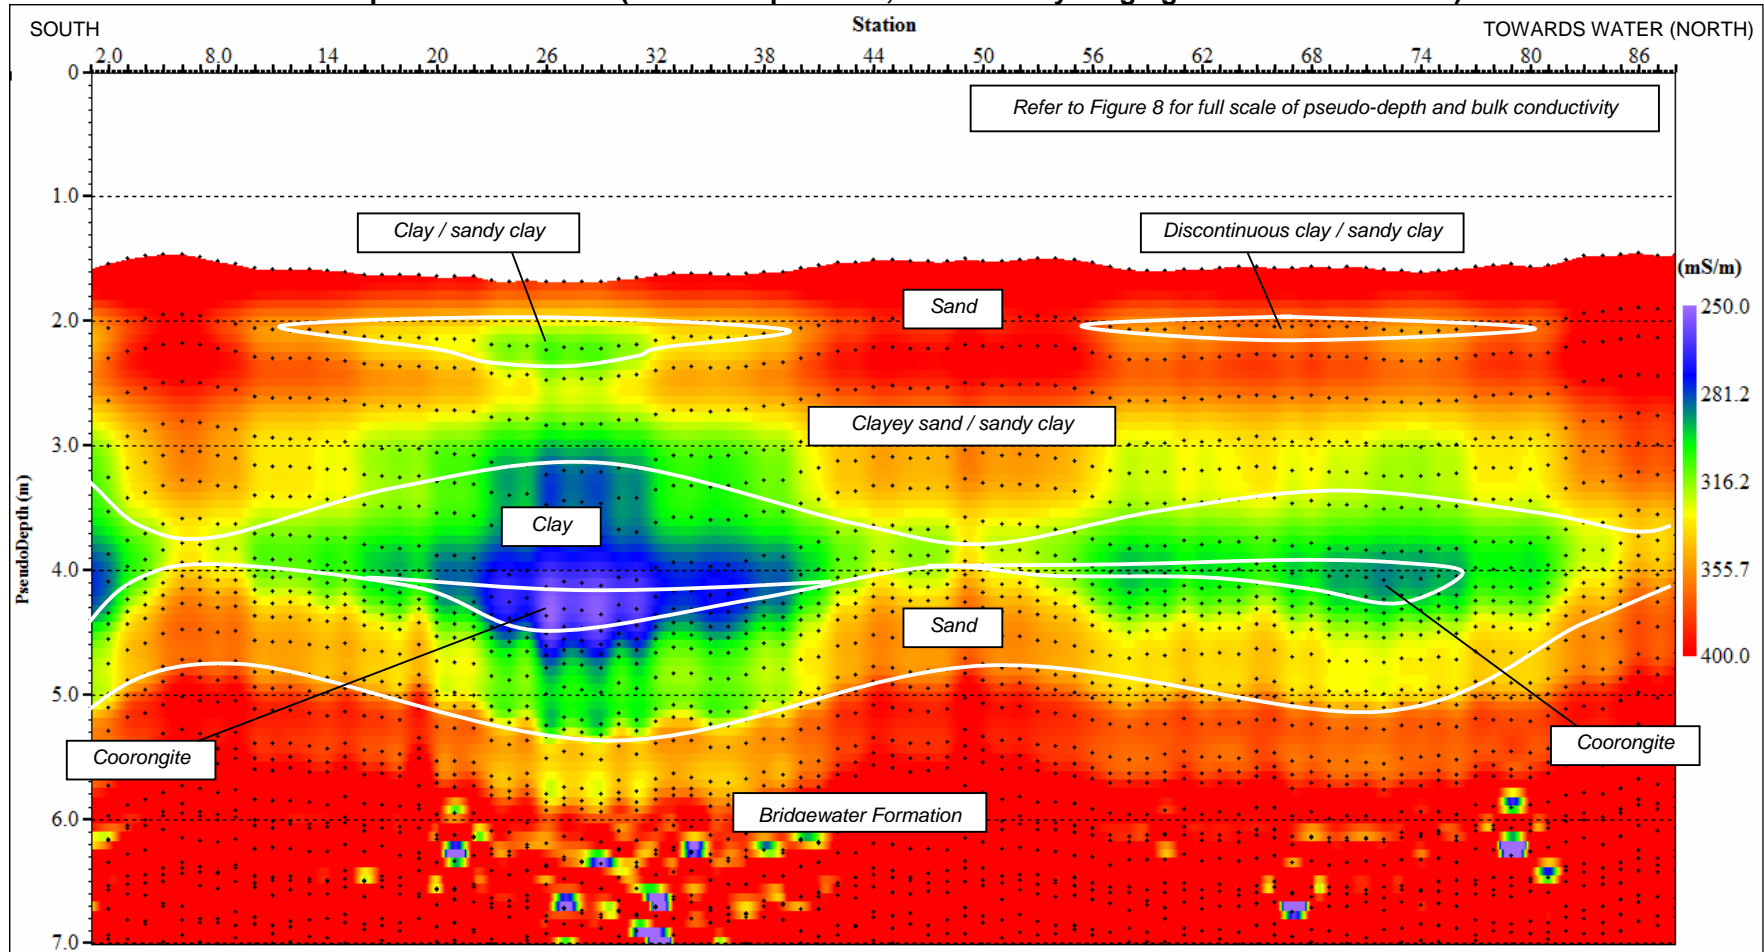 SOUTH
Station
TOWARDS WATER (NORTH)
2.0 8.0 14 20 26 32 38 44 50 56 62 68 74 80 86
0
Refer to Figure 8 for full scale of pseudo-depth and bulk conductivity
1.0
Clay / sandy clay
Discontinuous clay / sandy clay
(mS/m)
Sand
250.0
2.0
281.2
Clayey sand / sandy clay
3.0
316.2
Clay
PseudoDepth (m)
4.0
355.7
Sand
400.0
5.0
Coorongite
Coorongite
Bridgewater Formation
6.0
7.0